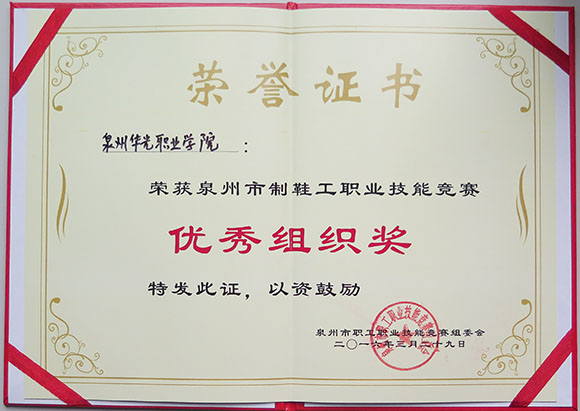 荣誉证书
泉州华光职业学院：
荣获泉州市制鞋工职业技能竞赛
优秀组织奖
特发此证，以资鼓励
泉州市职工职业技能竞赛组委会
二〇一六年三月二十九日